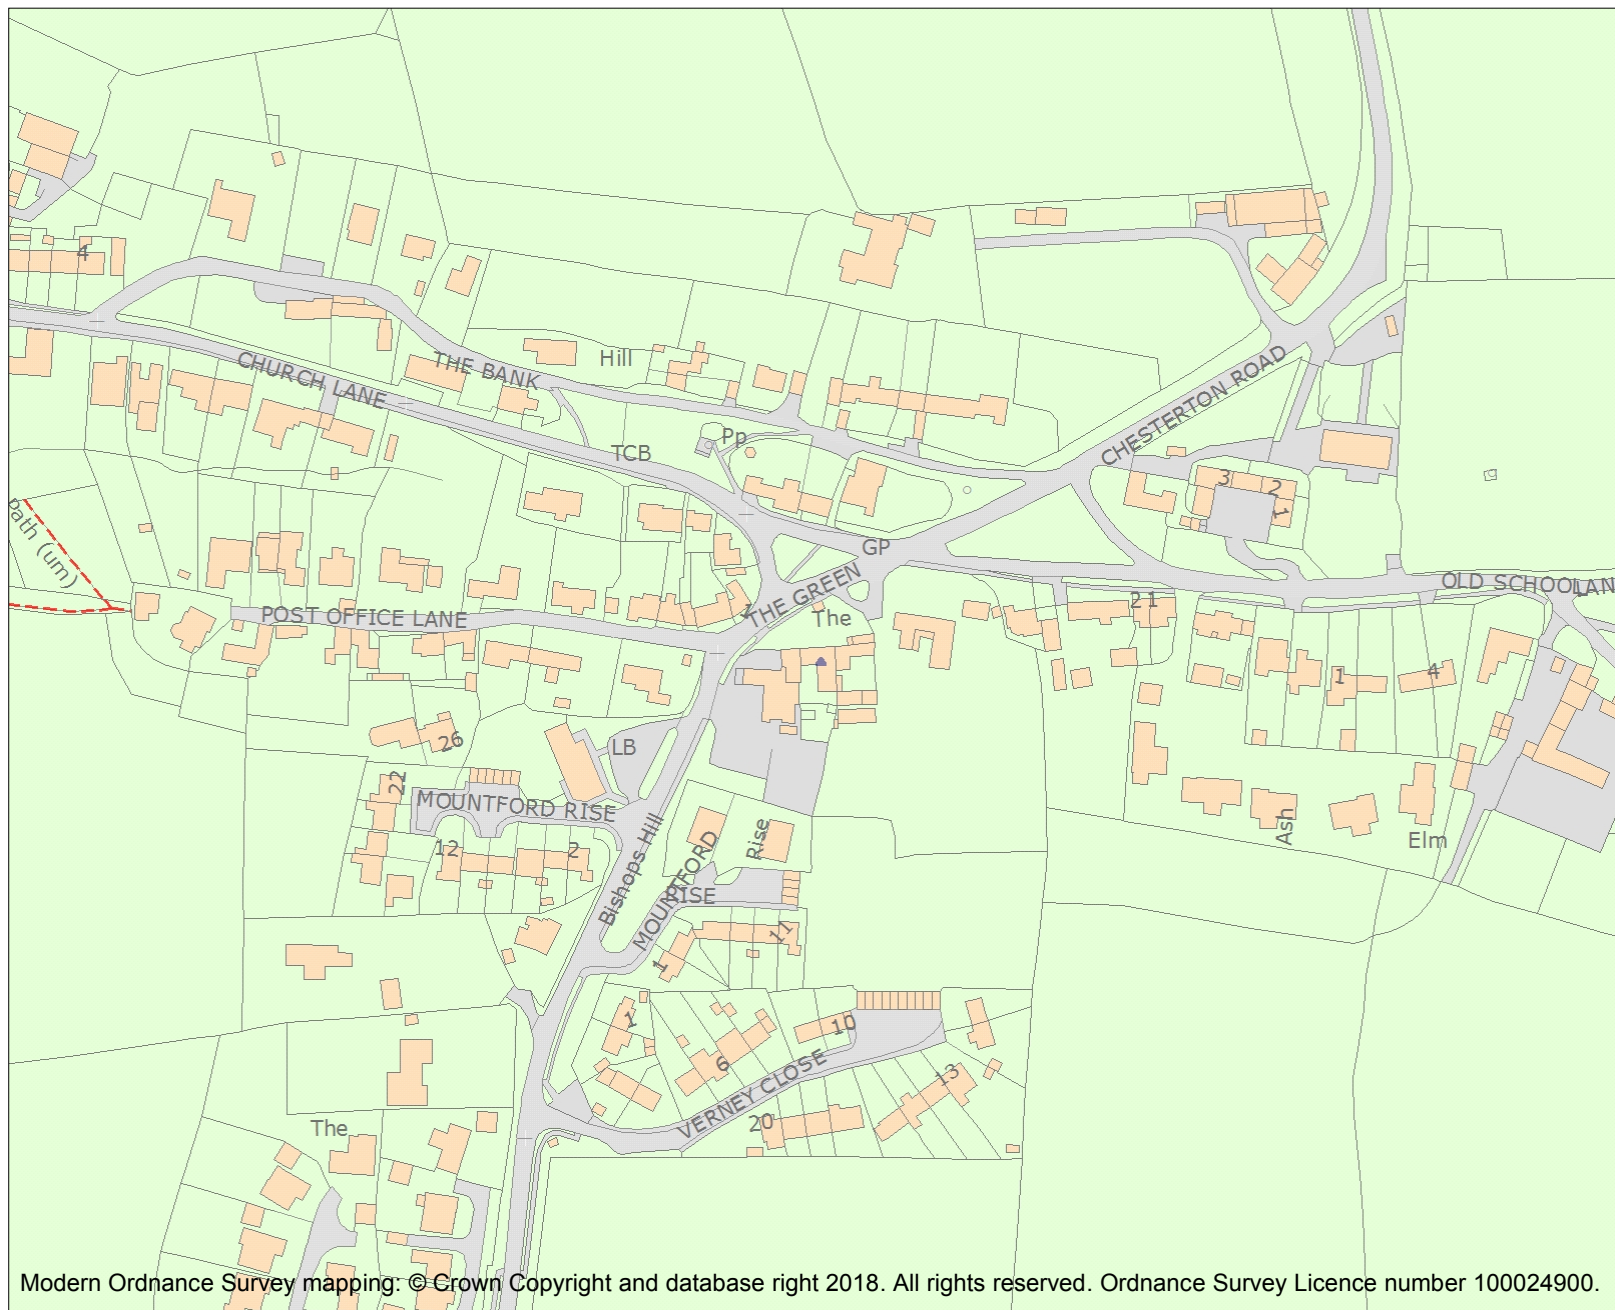 4
CHURCH LANE
THE BANK
Hill
CHESTERTON ROAD
Pp
TCB
3
2
1
Path (um)
GP
THE GREEN
The
1
POST OFFICE LANE
2 1
OLD SCHOOL LAN
1
4
26
LB
22
MOUNTFORD RISE
12
2
Bishops Hill
MOUNTFORD
RISE
Rise
Ash
Elm
11
1
1
10
6
VERNEY CLOSE
13
20
The
Modern Ordnance Survey mapping: © Crown Copyright and database right 2018. All rights reserved. Ordnance Survey Licence number 100024900.